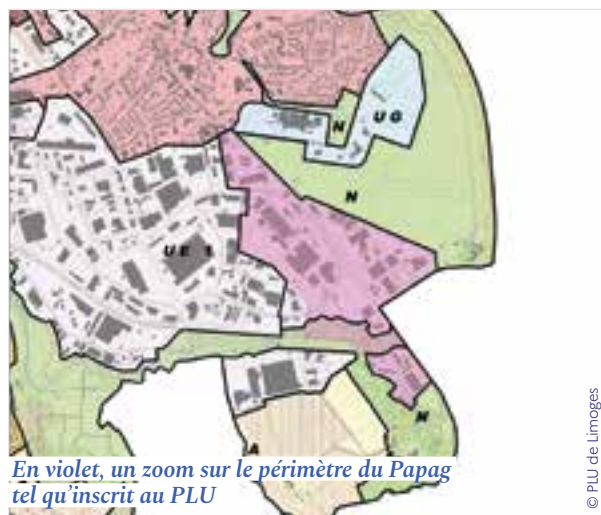 N
UG
N
UE 1
N
A
En violet, un zoom sur le périmètre du Papag
tel qu'inscrit au PLU
© PLU de Limoges